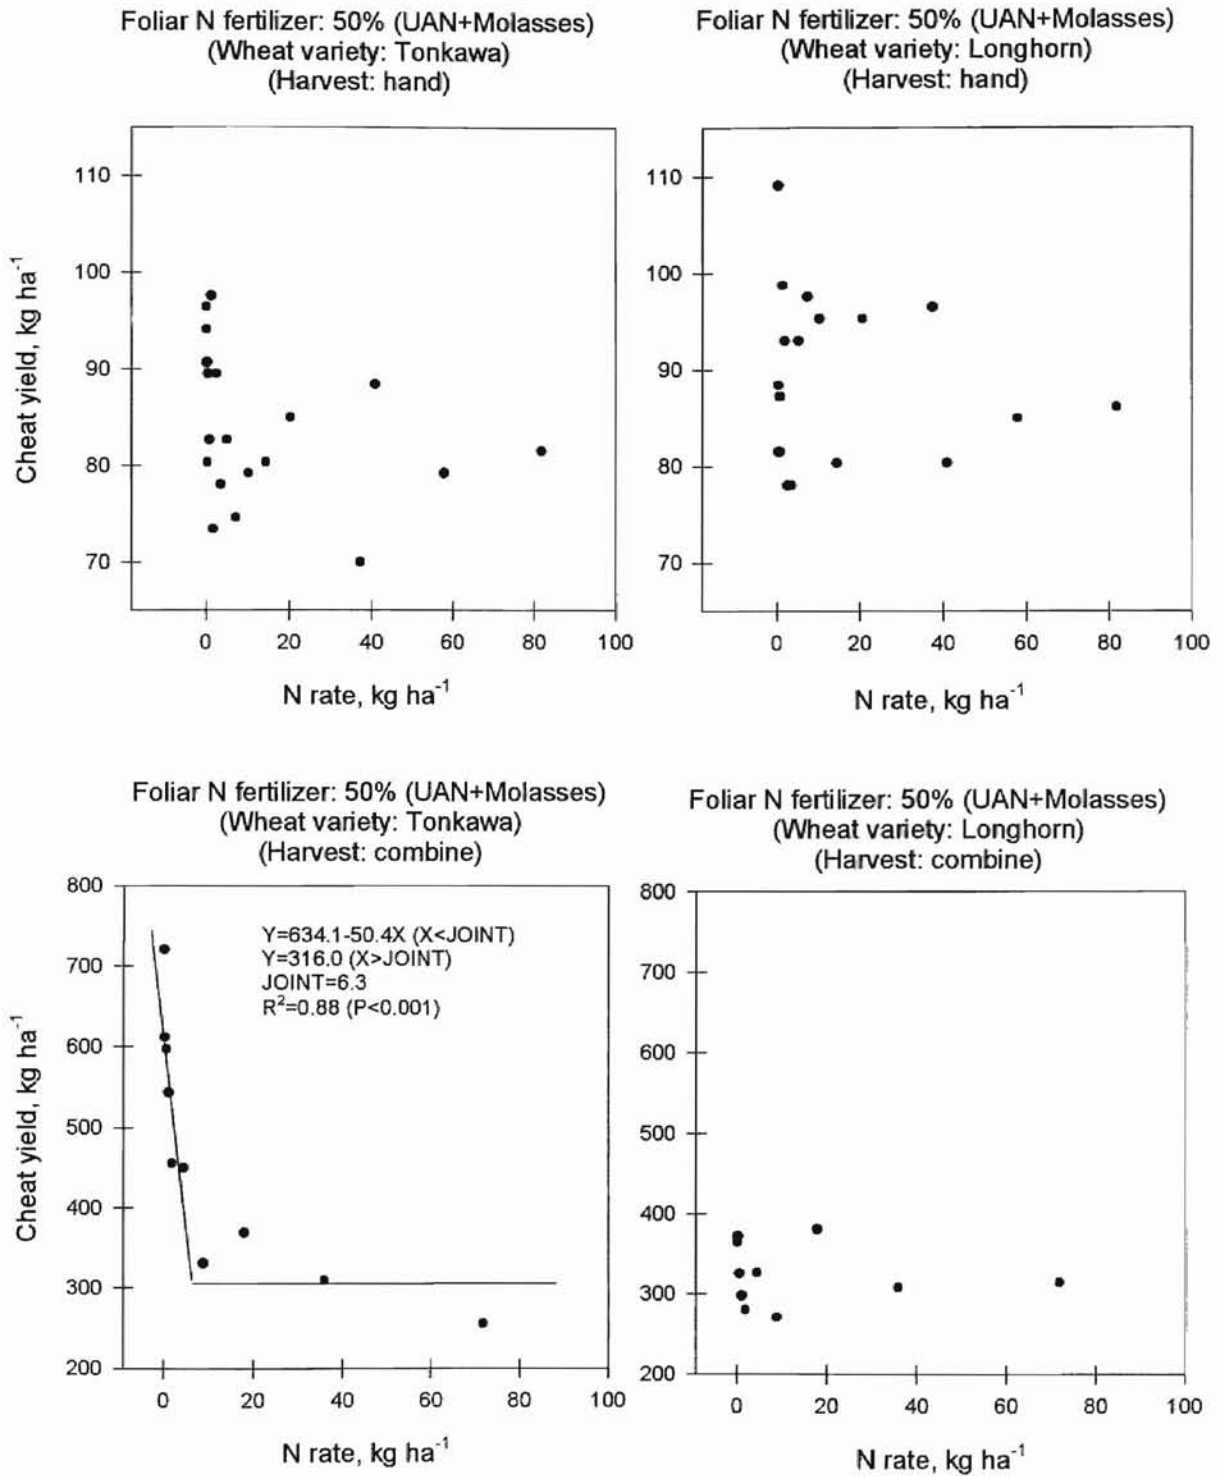 Foliar N fertilizer: 50% (UAN+Molasses)
(Wheat variety: Tonkawa)
(Harvest: hand)
Cheat yield, kg ha-1
110
100
90
80
70
0 20 40 60 80 100
N rate, kg ha-1
Foliar N fertilizer: 50% (UAN+Molasses)
(Wheat variety: Longhorn)
(Harvest: hand)
110
100
90
80
70
0 20 40 60 80 100
N rate, kg ha-1
Foliar N fertilizer: 50% (UAN+Molasses)
(Wheat variety: Tonkawa)
(Harvest: combine)
Cheat yield, kg ha-1
800
700
600
500
400
300
200
Y=634.1-50.4X (X<JOINT)
Y=316.0 (X>JOINT)
JOINT=6.3
R2=0.88 (P<0.001)
0 20 40 60 80 100
N rate, kg ha-1
Foliar N fertilizer: 50% (UAN+Molasses)
(Wheat variety: Longhorn)
(Harvest: combine)
800
700
600
500
400
300
200
0 20 40 60 80 100
N rate, kg ha-1